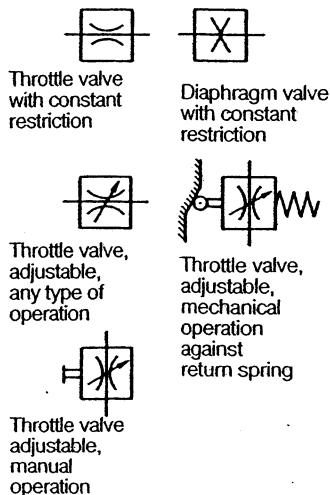 Throttle valve
with constant
restriction
Diaphragm valve
with constant
restriction
Throttle valve,
adjustable,
any type of
operation
Throttle valve,
adjustable,
mechanical
operation
against
return spring
Throttle valve
adjustable,
manual
operation